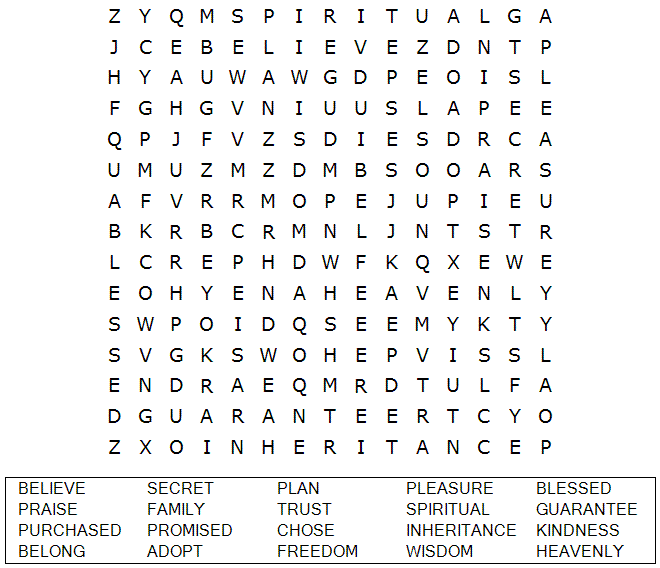 Z Y Q M S P I R I T U A L G A
J C E B E L I E V E Z D N T P
H Y A U W A W G D P E O I S L
F G H G V N I U U S L A P E E
Q P J F V Z S D I E S D R C A
U M U Z M Z D M B S O O A R S
A F V R R M O P E J U P I E U
B K R B C R M N L J N T S T R
L C R E P H D W F K Q X E W E
E O H Y E N A H E A V E N L Y
S W P O I D Q S E E M Y K T Y
S V G K S W O H E P V I S S L
E N D R A E Q M R D T U L F A
D G U A R A N T E E R T C Y O
Z X O I N H E R I T A N C E P
BELIEVE SECRET PLAN PLEASURE BLESSED
PRAISE FAMILY TRUST SPIRITUAL GUARANTEE
PURCHASED PROMISED CHOSE INHERITANCE KINDNESS
BELONG ADOPT FREEDOM WISDOM HEAVENLY